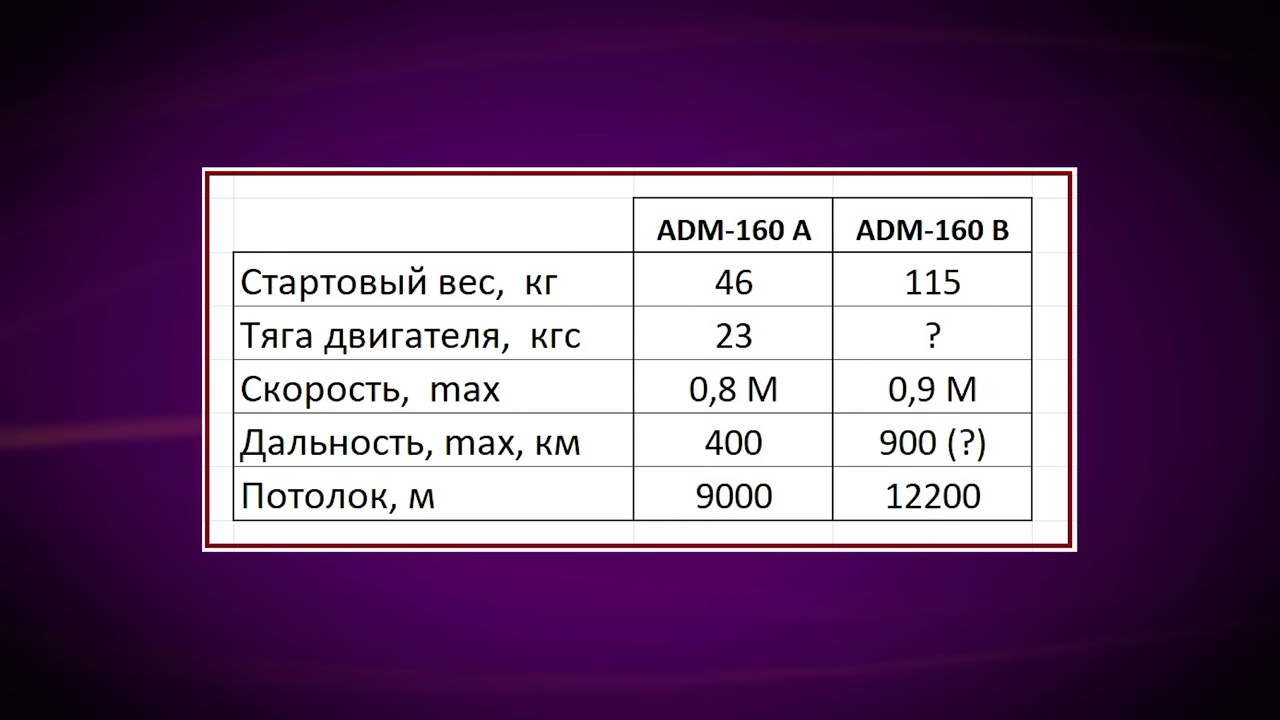 ADM-160 A ADM-160 B
Стартовый вес, кг 46 115
Тяга двигателя, кгс 23 ?
Скорость, max 0,8 М 0,9 М
Дальность, max, км 400 900 (?)
Потолок, м 9000 12200